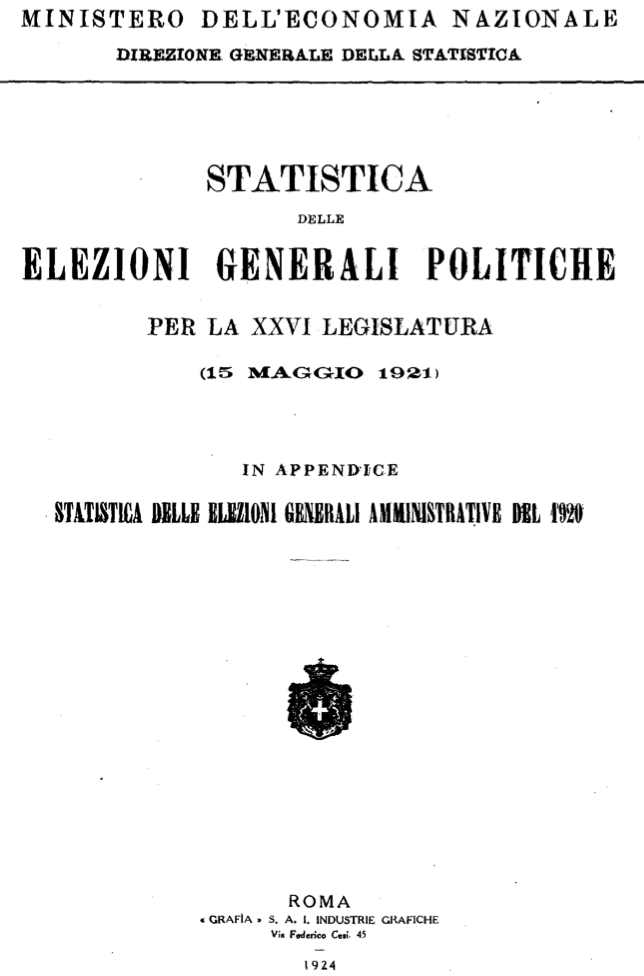 MINISTERO DELL'ECONOMIA NAZIONALE
DIREZIONE GENERALE DELLA STATISTICA
STATISTICA
DELLE
ELEZIONI GENERALI POLITICHE
PER LA XXVI LEGISLATURA
(15 MAGGIO 1921)
IN APPENDICE
STATISTICA DELLE ELEZIONI GENERALI AMMINISTRATIVE DEL 1920
ROMA
« GRAFÌA » S. A. I. INDUSTRIE GRAFICHE
Via Federico Cesi. 45
1924